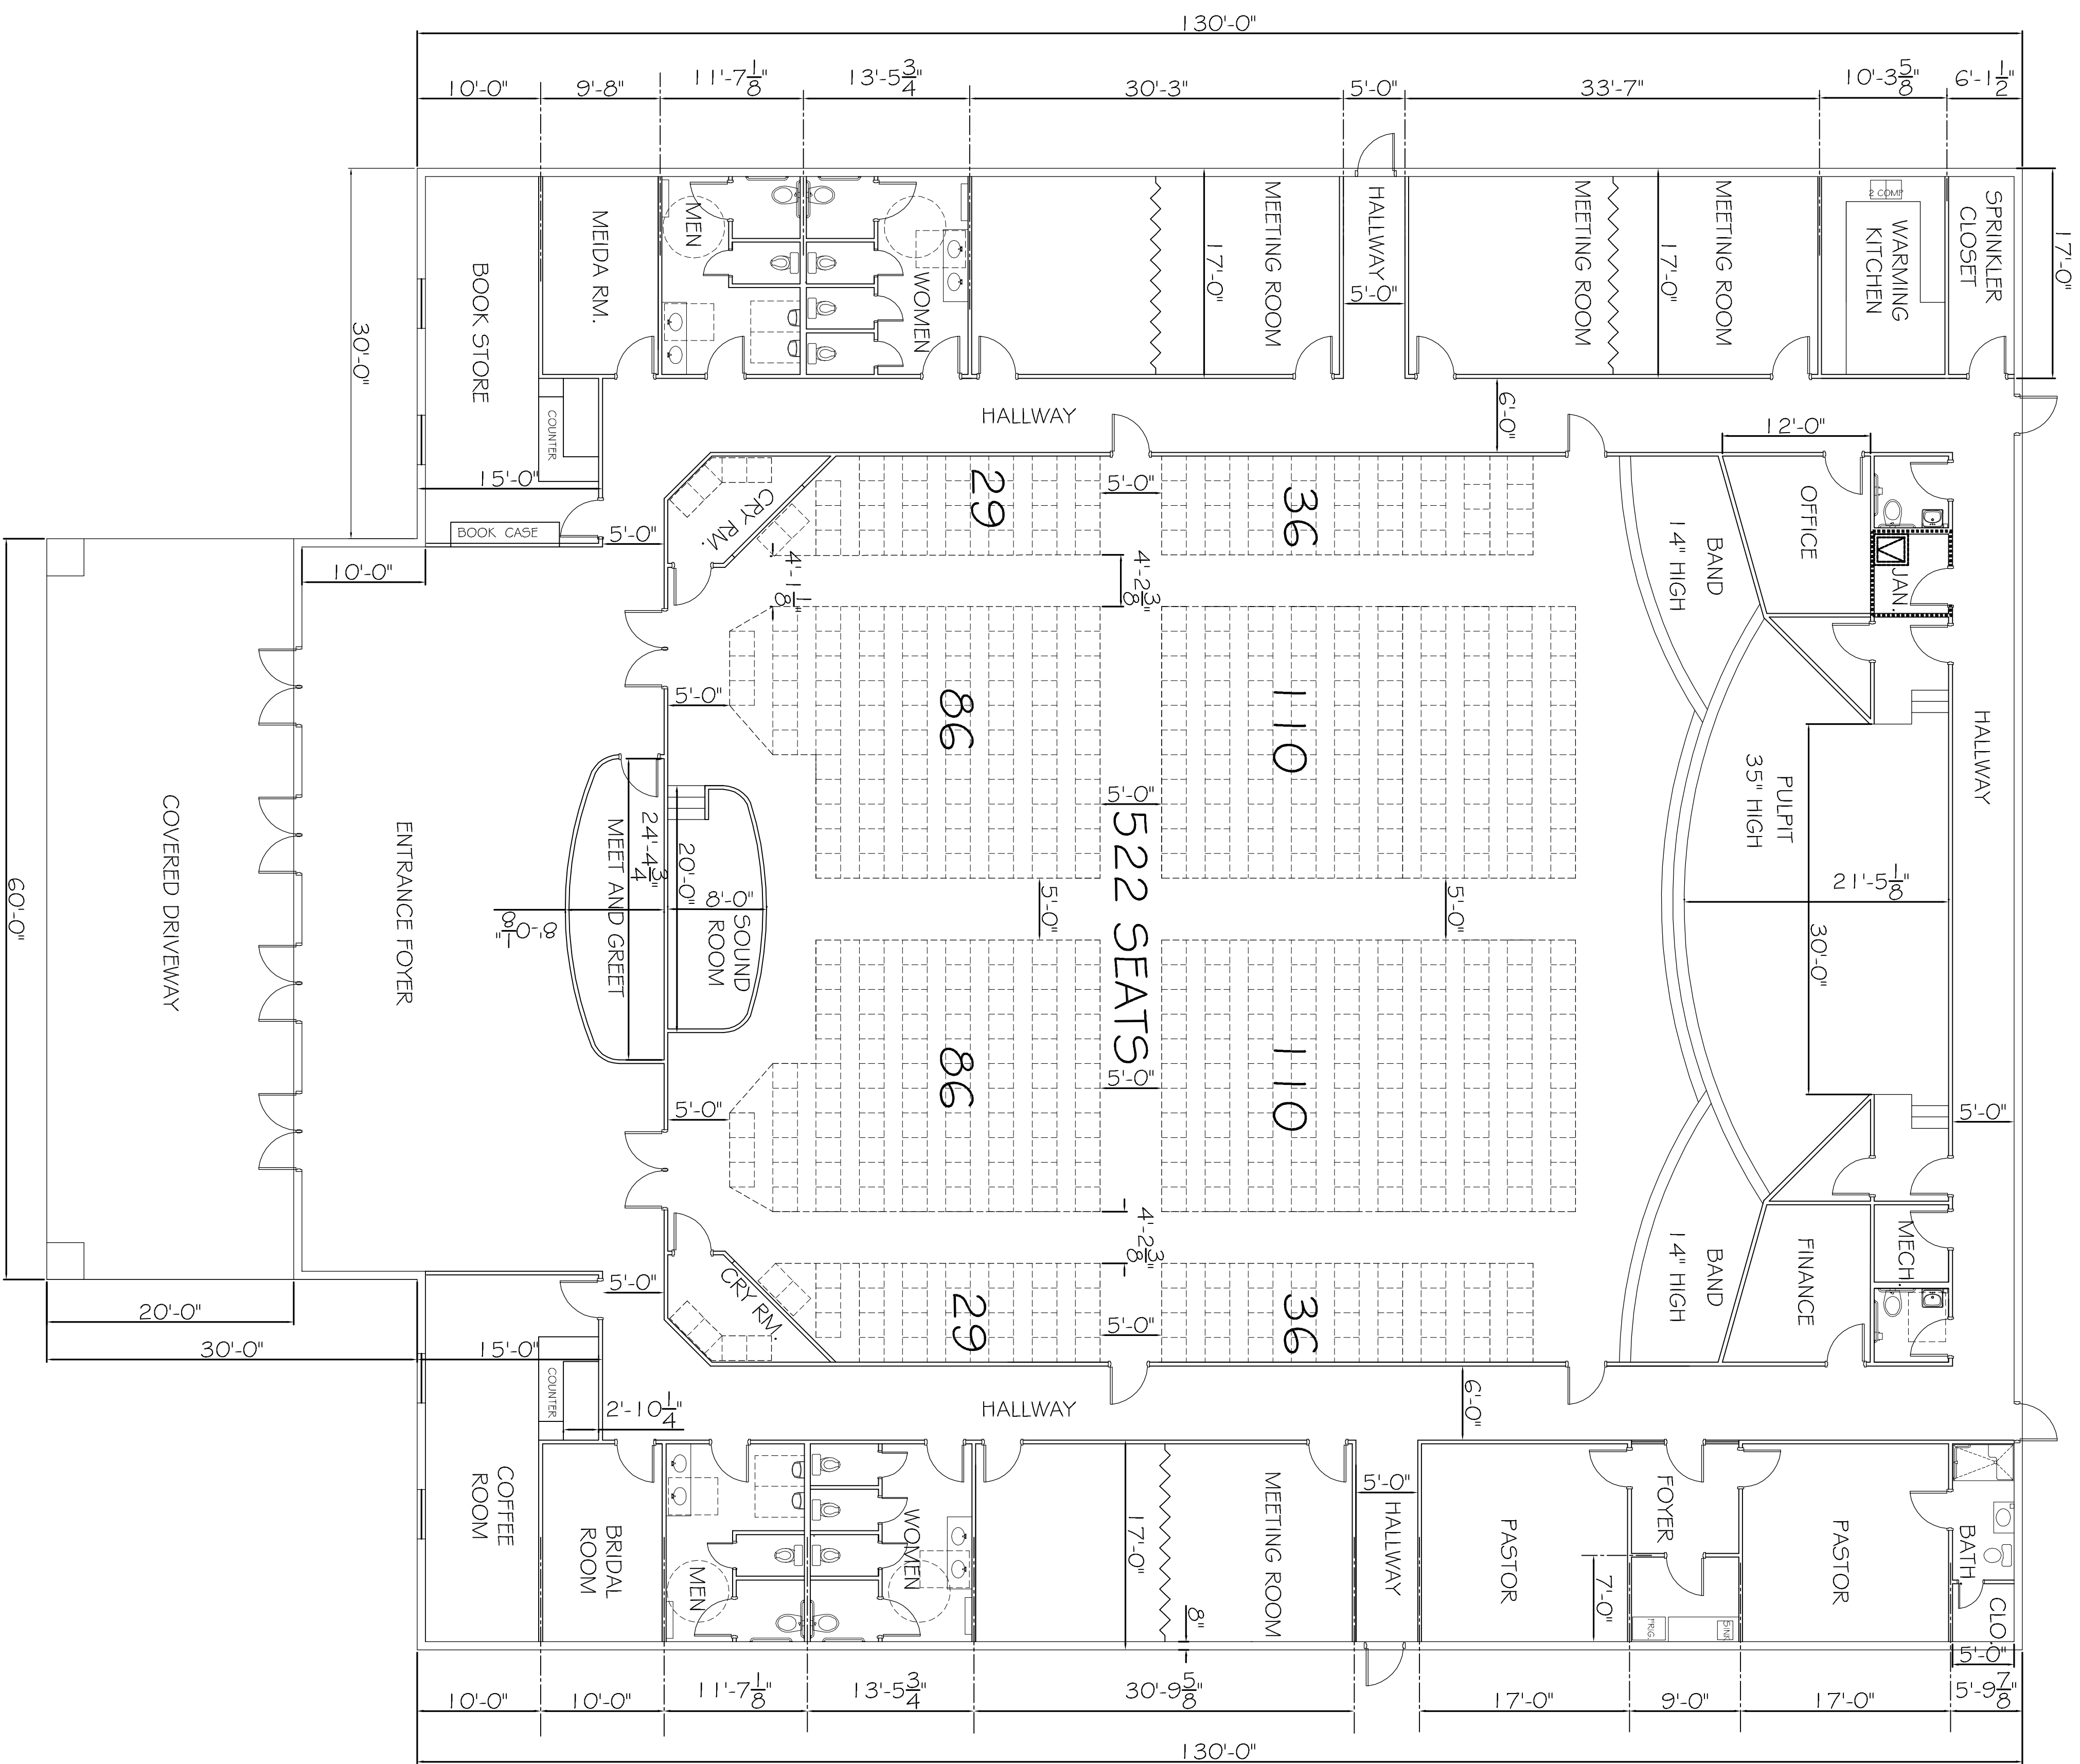 130'-0"
10'-0"
9'-8"
11'-7 1/8"
13'-5 3/4"
30'-3"
5'-0"
33'-7"
10'-3 5/8"
6'-1 1/2"
17'-0"
30'-0"
BOOK STORE
MEIDA RM.
MEN
WOMEN
17'-0"
MEETING ROOM
HALLWAY
5'-0"
MEETING ROOM
17'-0"
MEETING ROOM
2 COMP
WARMING
KITCHEN
SPRINKLER
CLOSET
COUNTER
15'-0"
BOOK CASE
5'-0"
10'-0"
HALLWAY
6'-0"
12'-0"
CRY RM.
4'-1 1/8"
29
5'-0"
36
4'-2 3/8"
BAND
14" HIGH
OFFICE
JAN.
86
110
5'-0"
5'-0"
5'-0"
5'-0"
522 SEATS
PULPIT
35" HIGH
21'-5 1/8"
30'-0"
HALLWAY
5'-0"
60'-0"
COVERED DRIVEWAY
ENTRANCE FOYER
MEET AND GREET
24'-4 3/4"
20'-0"
8'-0"
8'-0 1/8"
SOUND
ROOM
86
110
5'-0"
5'-0"
4'-2 3/8"
CRY RM.
29
5'-0"
36
BAND
14" HIGH
FINANCE
MECH.
20'-0"
30'-0"
15'-0"
5'-0"
COUNTER
2'-10 1/4"
HALLWAY
6'-0"
COFFEE
ROOM
BRIDAL
ROOM
MEN
WOMEN
17'-0"
MEETING ROOM
8"
5'-0"
HALLWAY
PASTOR
FOYER
7'-0"
FRIG.
SINK
PASTOR
BATH
CLO.
5'-0"
10'-0"
10'-0"
11'-7 1/8"
13'-5 3/4"
30'-9 5/8"
17'-0"
9'-0"
17'-0"
5'-9 7/8"
130'-0"